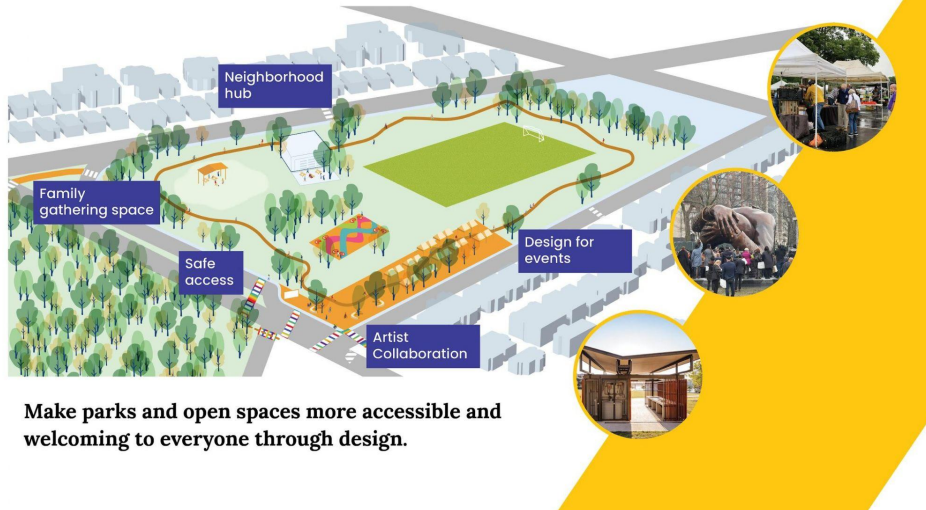 Neighborhood
hub
Family
gathering space
Safe
access
Design for
events
Artist
Collaboration
Make parks and open spaces more accessible and
welcoming to everyone through design.